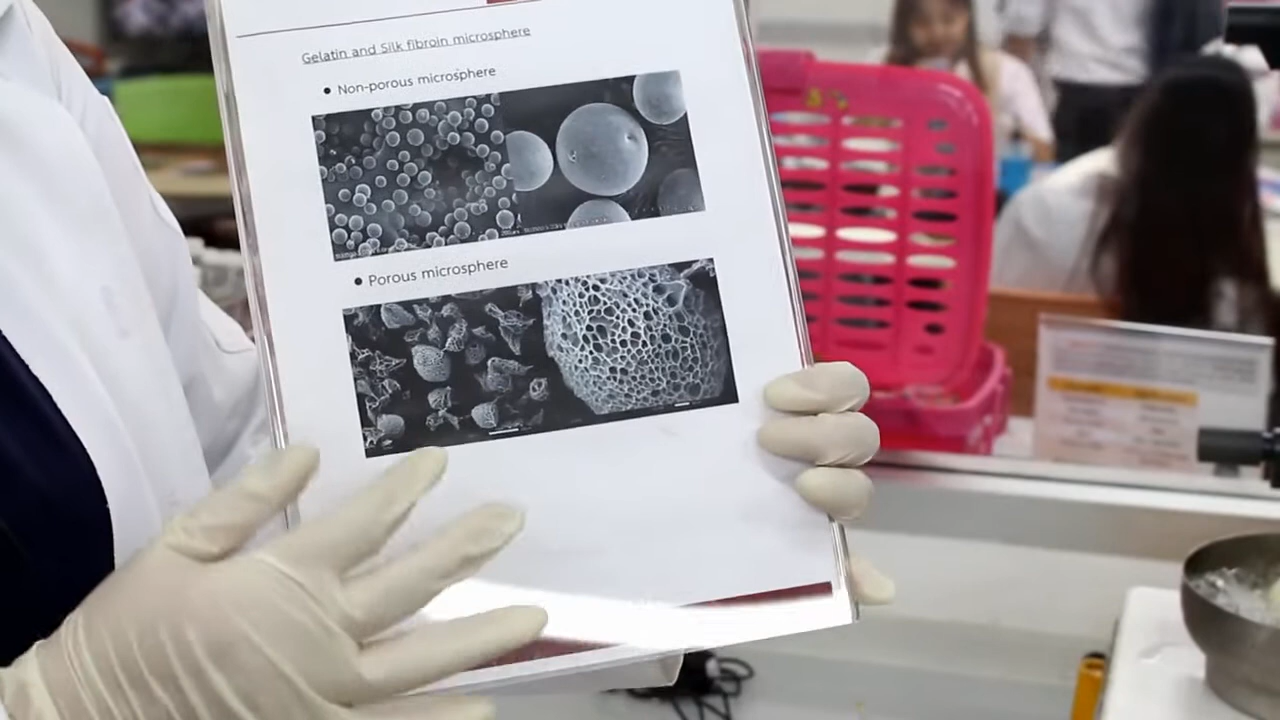 Gelatin and Silk fibroin microsphere
• Non-porous microsphere
• Porous microsphere